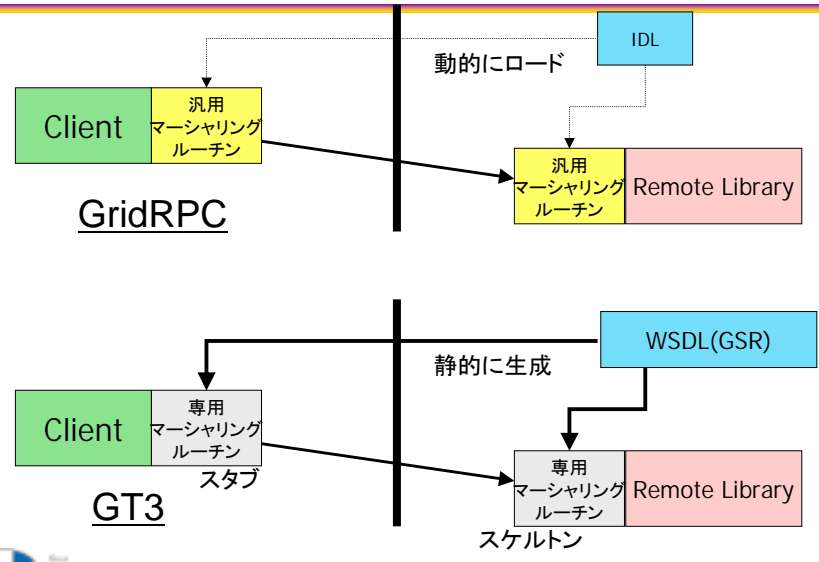 IDL
動的にロード
Client
汎用
マーシャリング
ルーチン
汎用
マーシャリング
ルーチン
Remote Library
GridRPC
WSDL(GSR)
静的に生成
Client
専用
マーシャリング
ルーチン
スタブ
専用
マーシャリング
ルーチン
Remote Library
GT3
スケルトン